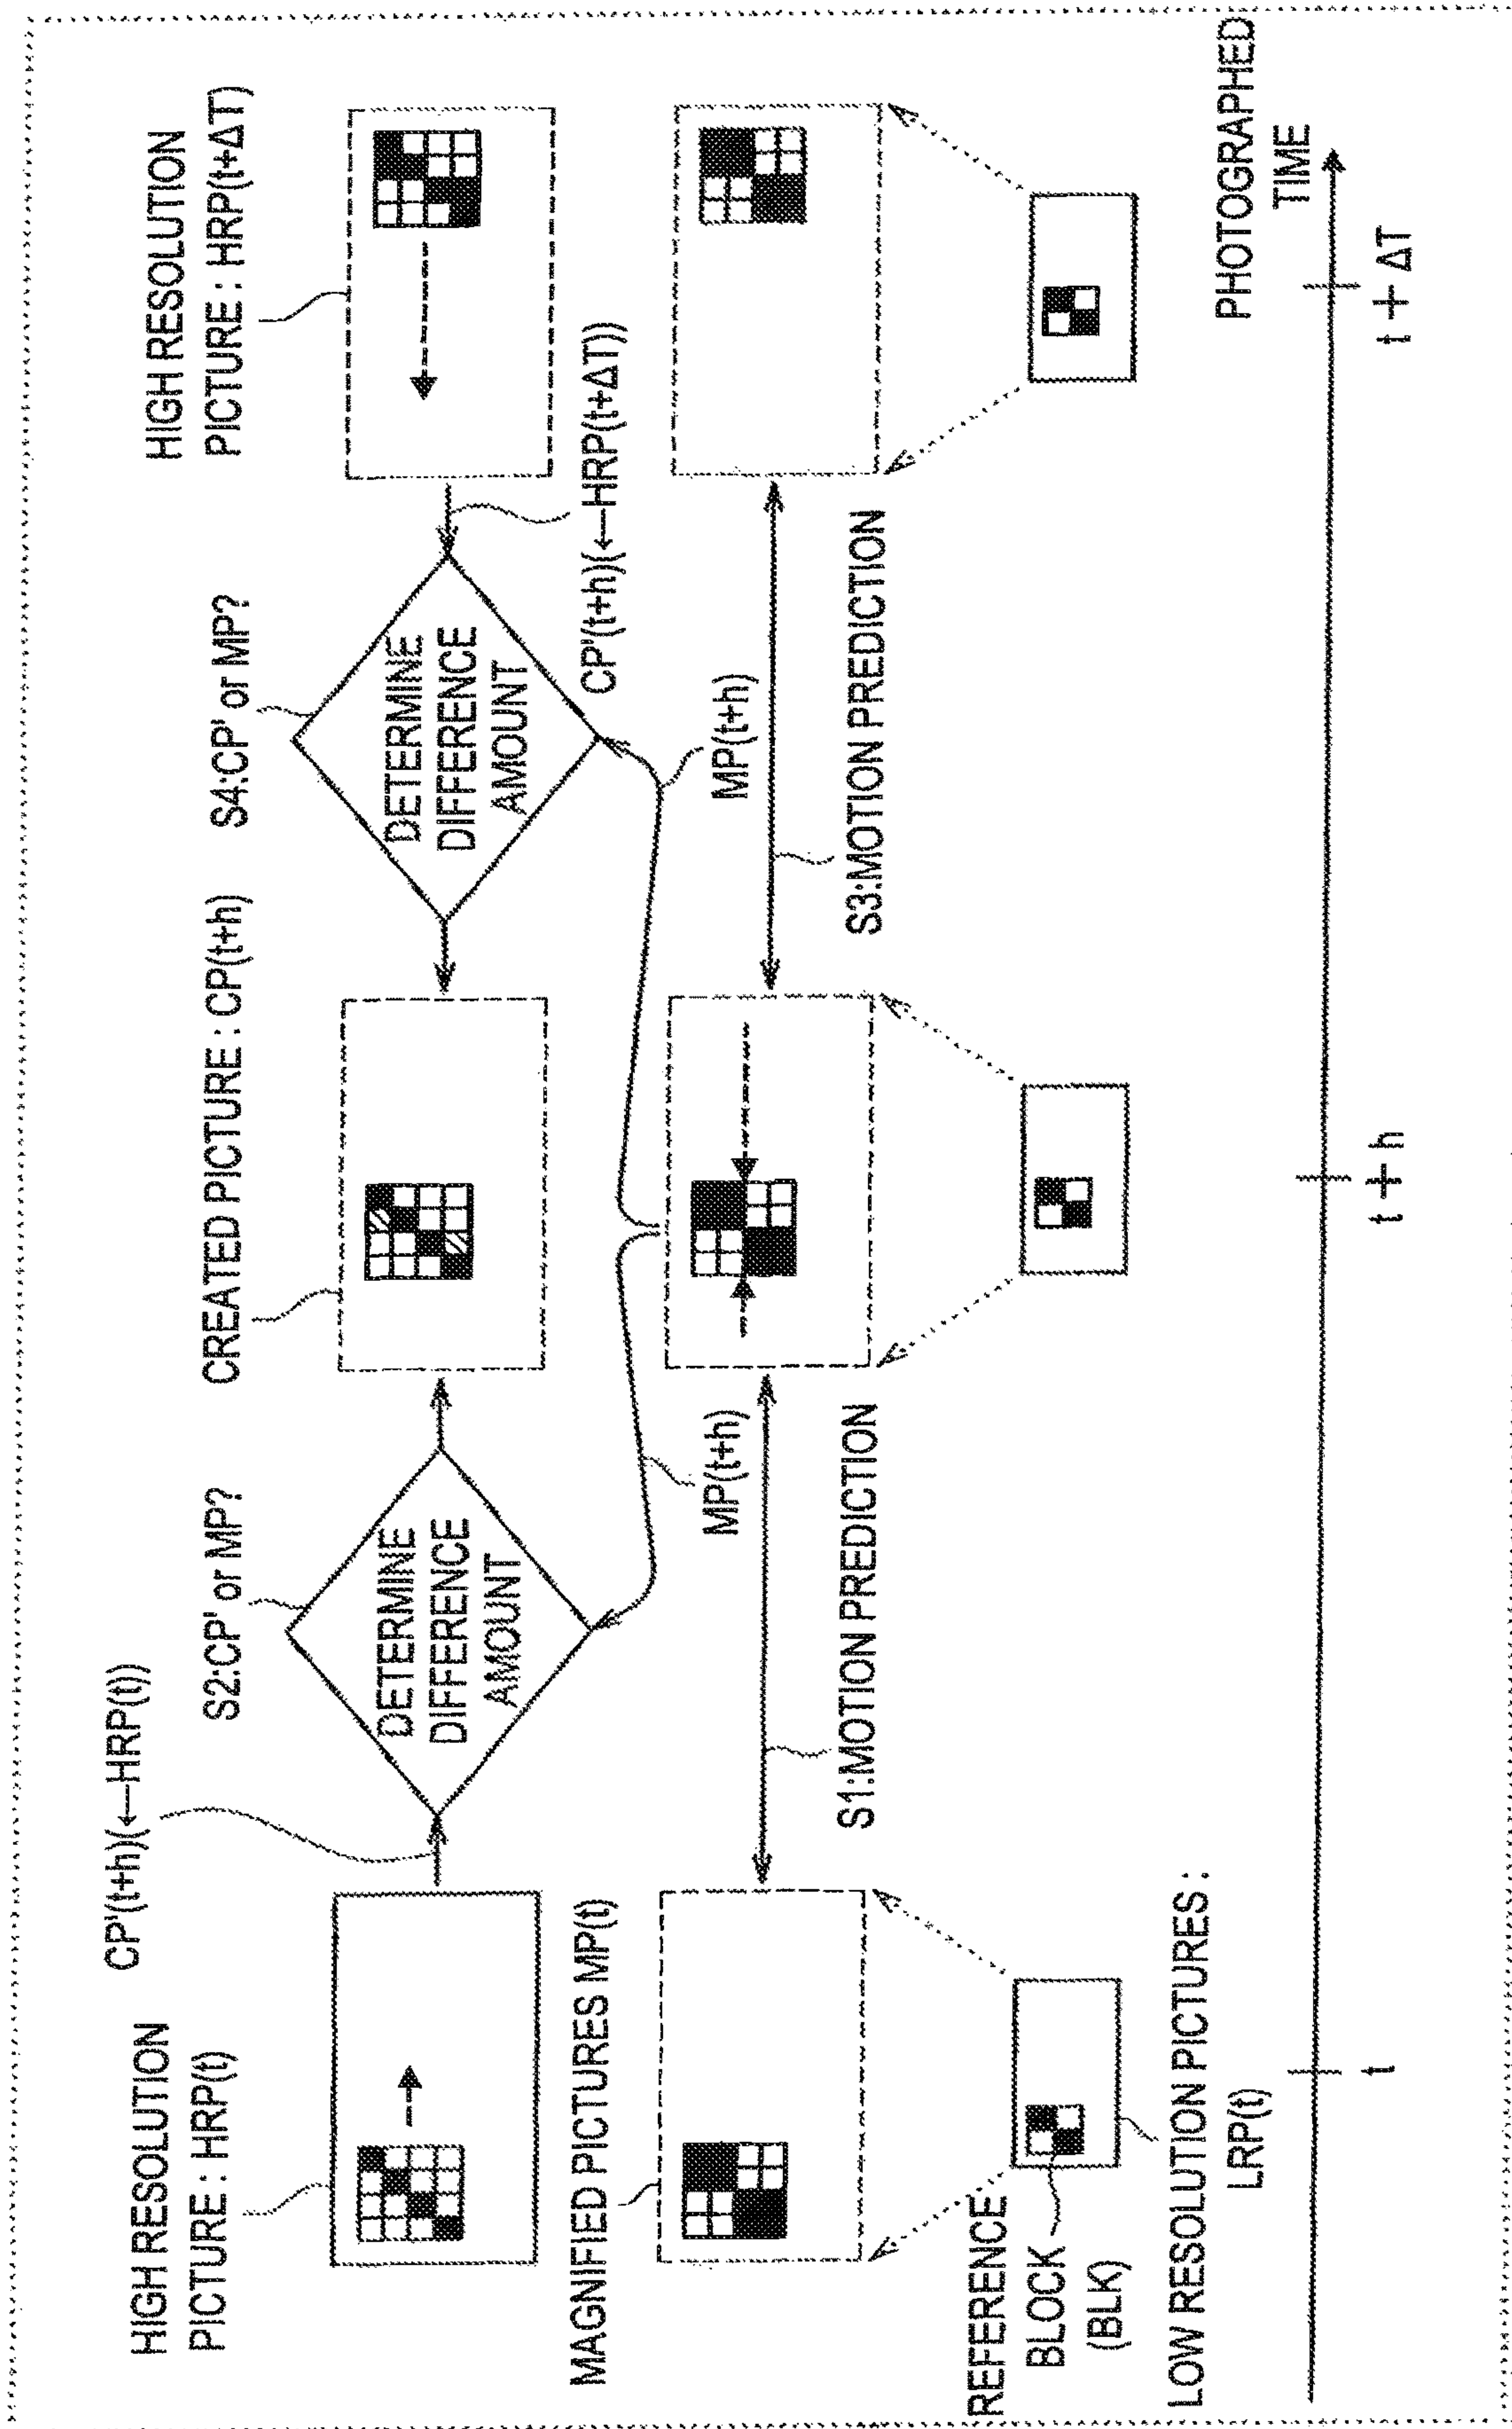 HIGH RESOLUTION
PICTURE : HRP(t)
CP'(t+h)(←HRP(t))
S2:CP' or MP?
DETERMINE
DIFFERENCE
AMOUNT
CREATED PICTURE : CP(t+h)
S4:CP' or MP?
DETERMINE
DIFFERENCE
AMOUNT
CP'(t+h)(←HRP(t+ΔT))
HIGH RESOLUTION
PICTURE : HRP(t+ΔT)
MAGNIFIED PICTURES MP(t)
MP(t+h)
MP(t+h)
S1:MOTION PREDICTION
S3:MOTION PREDICTION
REFERENCE
BLOCK
(BLK)
LOW RESOLUTION PICTURES :
LRP(t)
PHOTOGRAPHED
TIME
t
t + h
t + ΔT